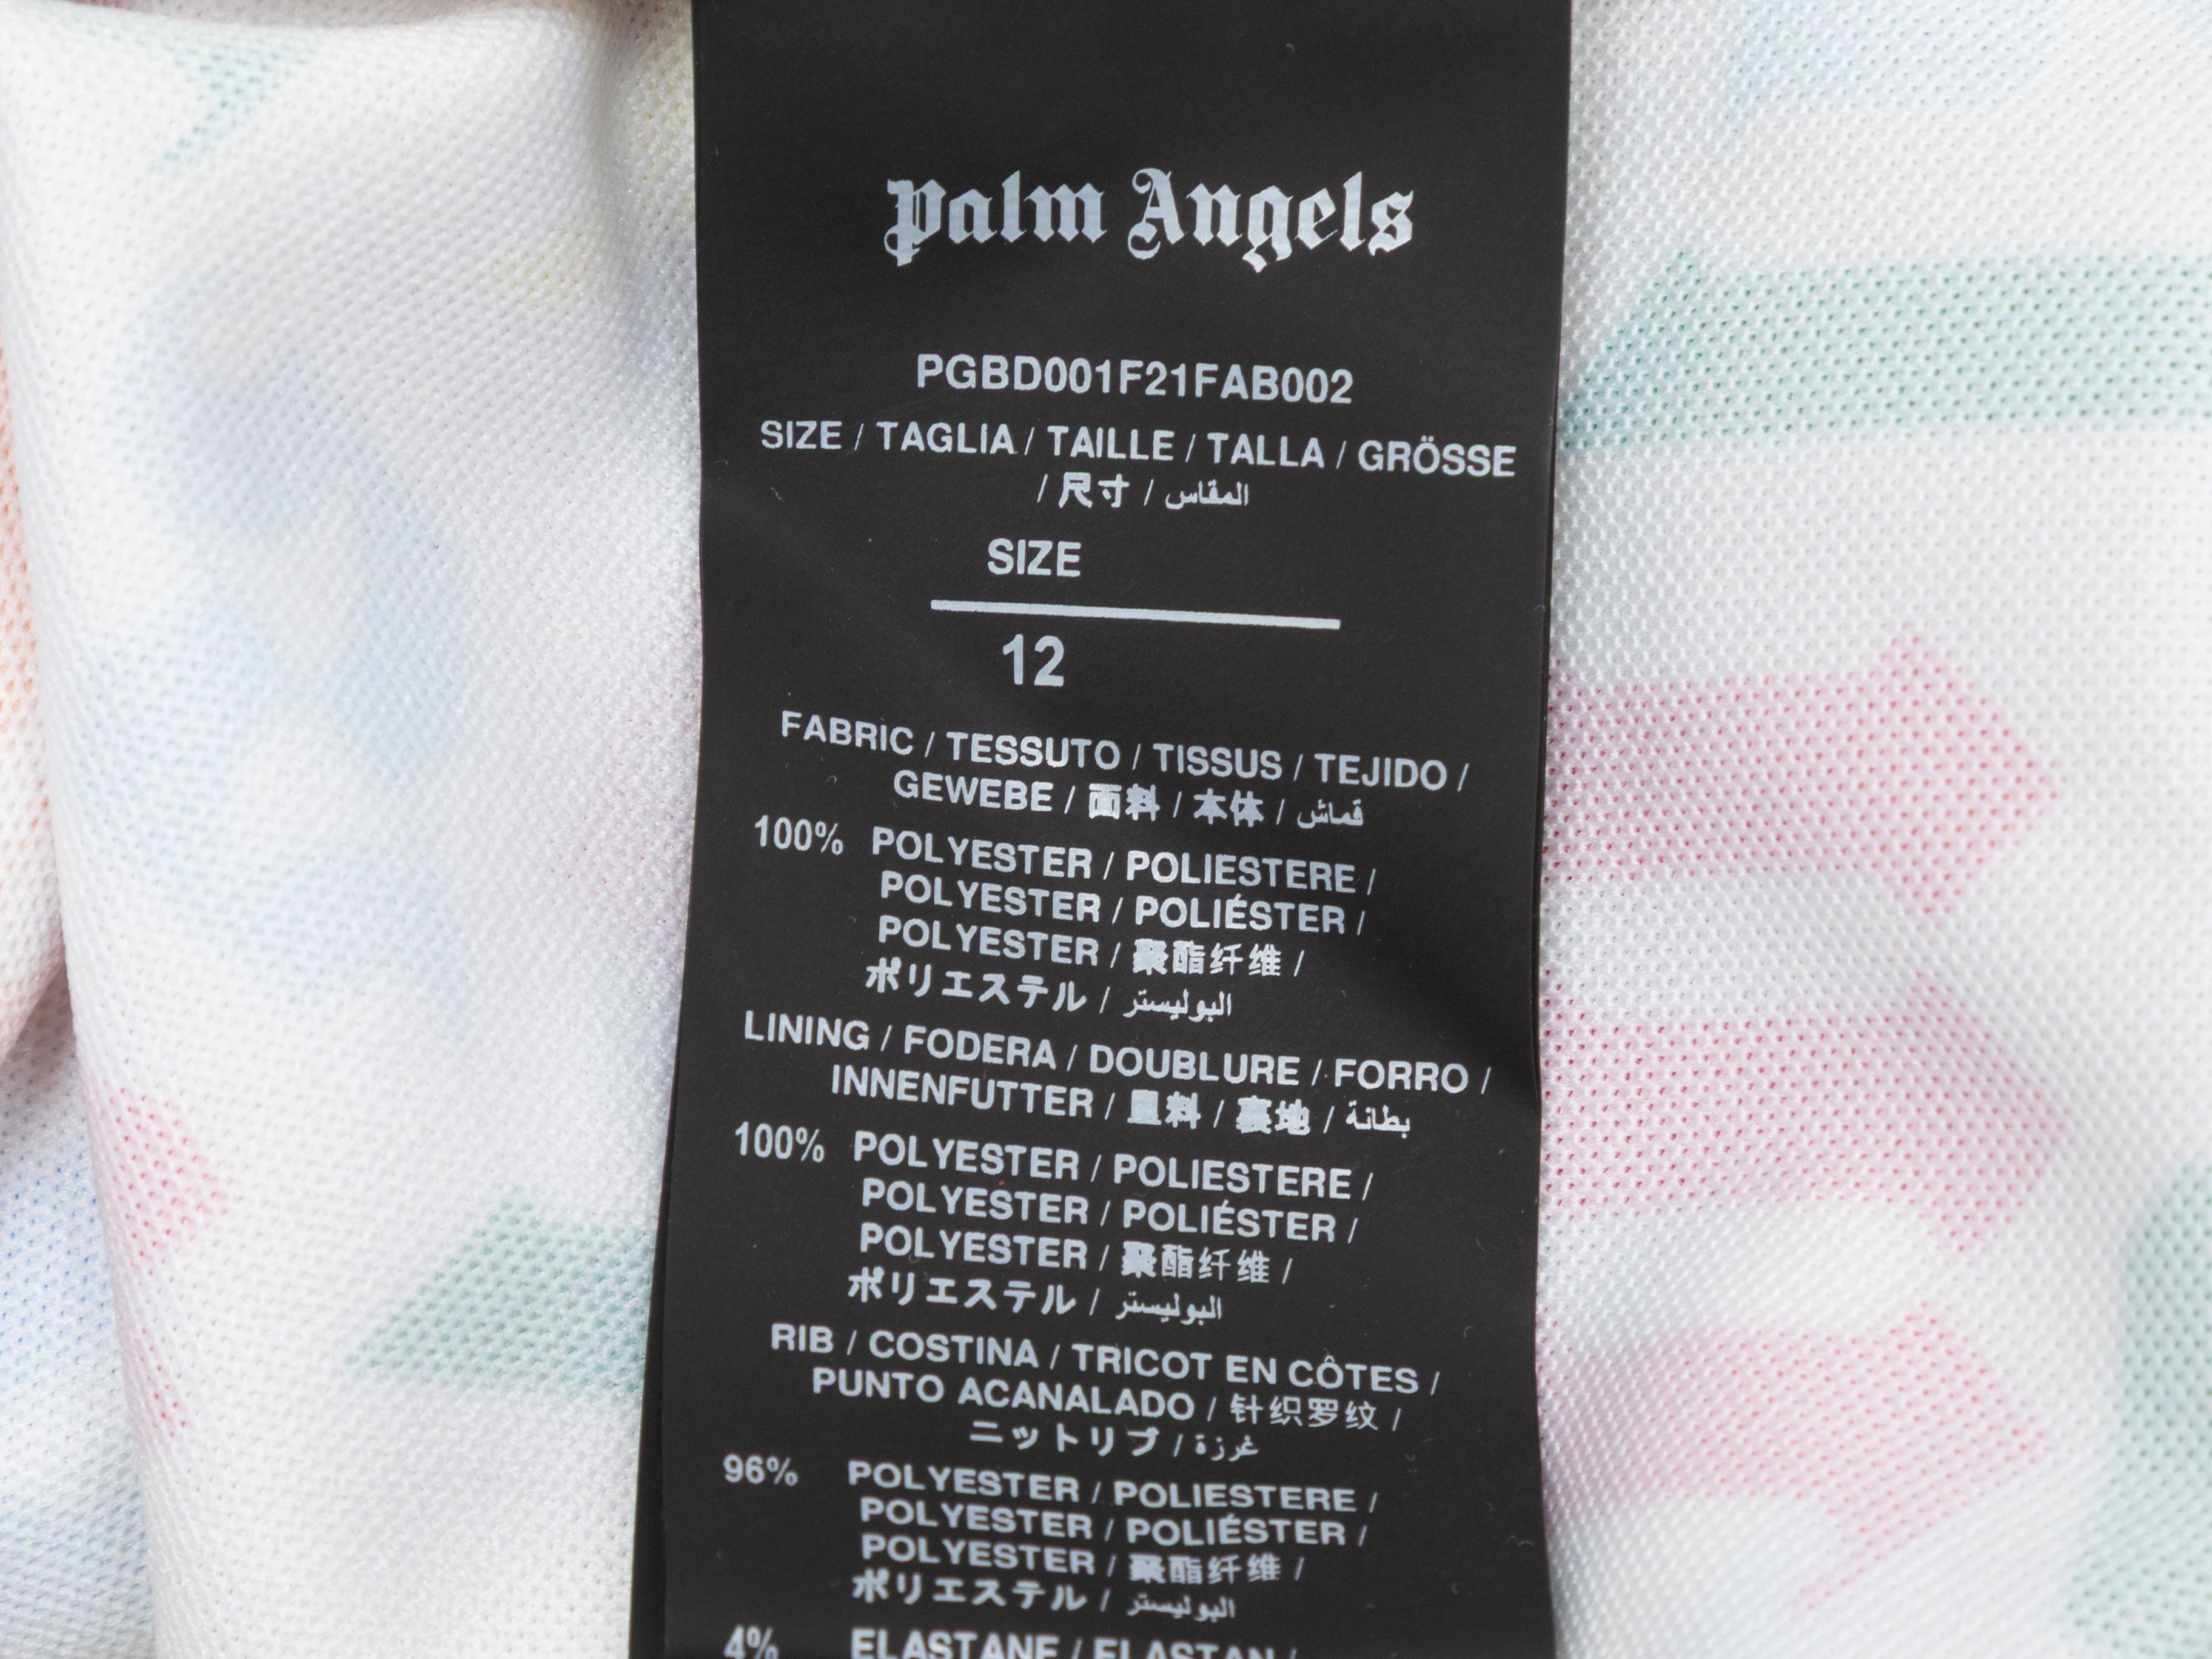 Palm Angels
PGBD001F21FAB002
SIZE / TAGLIA / TAILLE / TALLA / GRÖSSE
/ 尺寸 / المقاس
SIZE
12
FABRIC / TESSUTO / TISSUS / TEJIDO /
GEWEBE / 面料 / 本体 / قماش
100% POLYESTER / POLIESTERE /
POLYESTER / POLIÉSTER /
POLYESTER / 聚酯纤维 /
ポリエステル / البوليستر
LINING / FODERA / DOUBLURE / FORRO /
INNENFUTTER / 里料 / 裏地 / بطانة
100% POLYESTER / POLIESTERE /
POLYESTER / POLIÉSTER /
POLYESTER / 聚酯纤维 /
ポリエステル / البوليستر
RIB / COSTINA / TRICOT EN CÔTES /
PUNTO ACANALADO / 针织罗纹 /
ニットリブ / غرزة
96% POLYESTER / POLIESTERE /
POLYESTER / POLIÉSTER /
POLYESTER / 聚酯纤维 /
ポリエステル / البوليستر
4% ELASTANE / ELASTAN /